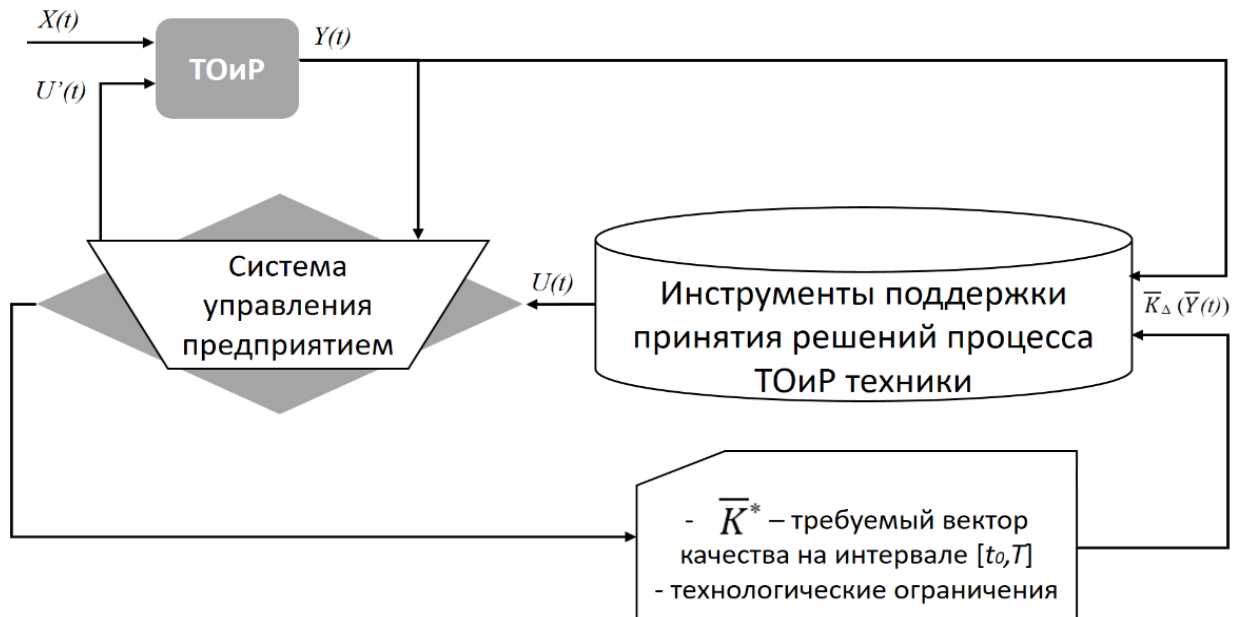 X(t)
Y(t)
ТОиР
U’(t)
Система
управления
предприятием
U(t)
Инструменты поддержки
принятия решений процесса
ТОиР техники
K̅Δ (Y̅(t))
- K̅* – требуемый вектор
качества на интервале [t₀,T]
- технологические ограничения